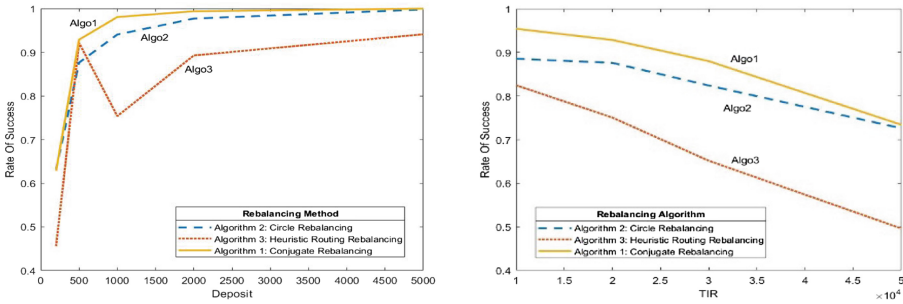 Rate Of Success
1
0.9
0.8
0.7
0.6
0.5
0.4
Algo1
Algo2
Algo3
Rebalancing Method
Algorithm 2: Circle Rebalancing
Algorithm 3: Heuristic Routing Rebalancing
Algorithm 1: Conjugate Rebalancing
0 500 1000 1500 2000 2500 3000 3500 4000 4500 5000
Deposit
Rate Of Success
1
0.9
0.8
0.7
0.6
0.5
0.4
Algo1
Algo2
Algo3
Rebalancing Algorithm
Algorithm 2: Circle Rebalancing
Algorithm 3: Heuristic Routing Rebalancing
Algorithm 1: Conjugate Rebalancing
1 1.5 2 2.5 3 3.5 4 4.5 5
TIR
×10⁴